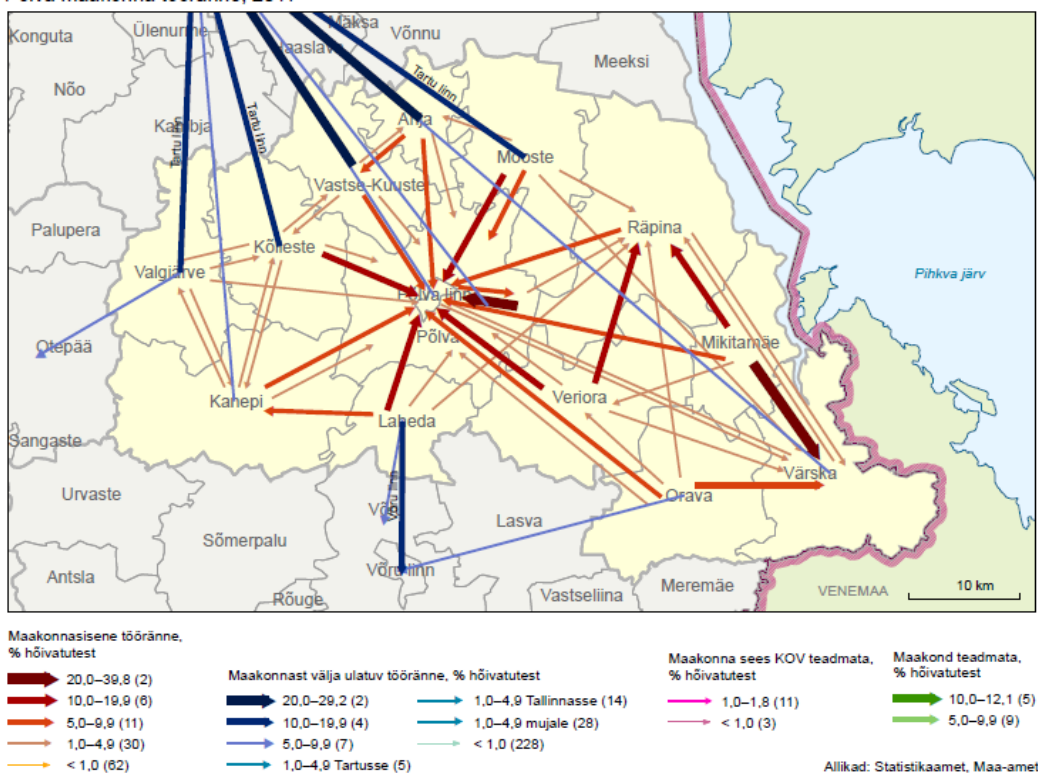 Põlva maakonna tööränne, 2011
Konguta
Ülenurme
Mäksa
Haaslava
Võnnu
Meeksi
Nõo
Kambja
Tartu linn
Tartu linn
Tartu linn
Ahja
Mooste
Vastse-Kuuste
Palupera
Kõlleste
Räpina
Valgjärve
Pihkva järv
Põlva linn
Põlva
Otepää
Mikitamäe
Veriora
Kanepi
Laheda
Sangaste
Värska
Urvaste
Võru linn
Orava
Lasva
Sõmerpalu
Antsla
Võru linn
Rõuge
Vastseliina
Meremäe
VENEMAA
10 km
Maakonnasisene tööränne,
% hõivatutest
20,0–39,8 (2)
10,0–19,9 (6)
5,0–9,9 (11)
1,0–4,9 (30)
< 1,0 (62)
Maakonnast välja ulatuv tööränne, % hõivatutest
20,0–29,2 (2)
10,0–19,9 (4)
5,0–9,9 (7)
1,0–4,9 Tartusse (5)
1,0–4,9 Tallinnasse (14)
1,0–4,9 mujale (28)
< 1,0 (228)
Maakonna sees KOV teadmata,
% hõivatutest
1,0–1,8 (11)
< 1,0 (3)
Maakond teadmata,
% hõivatutest
10,0–12,1 (5)
5,0–9,9 (9)
Allikad: Statistikaamet, Maa-amet